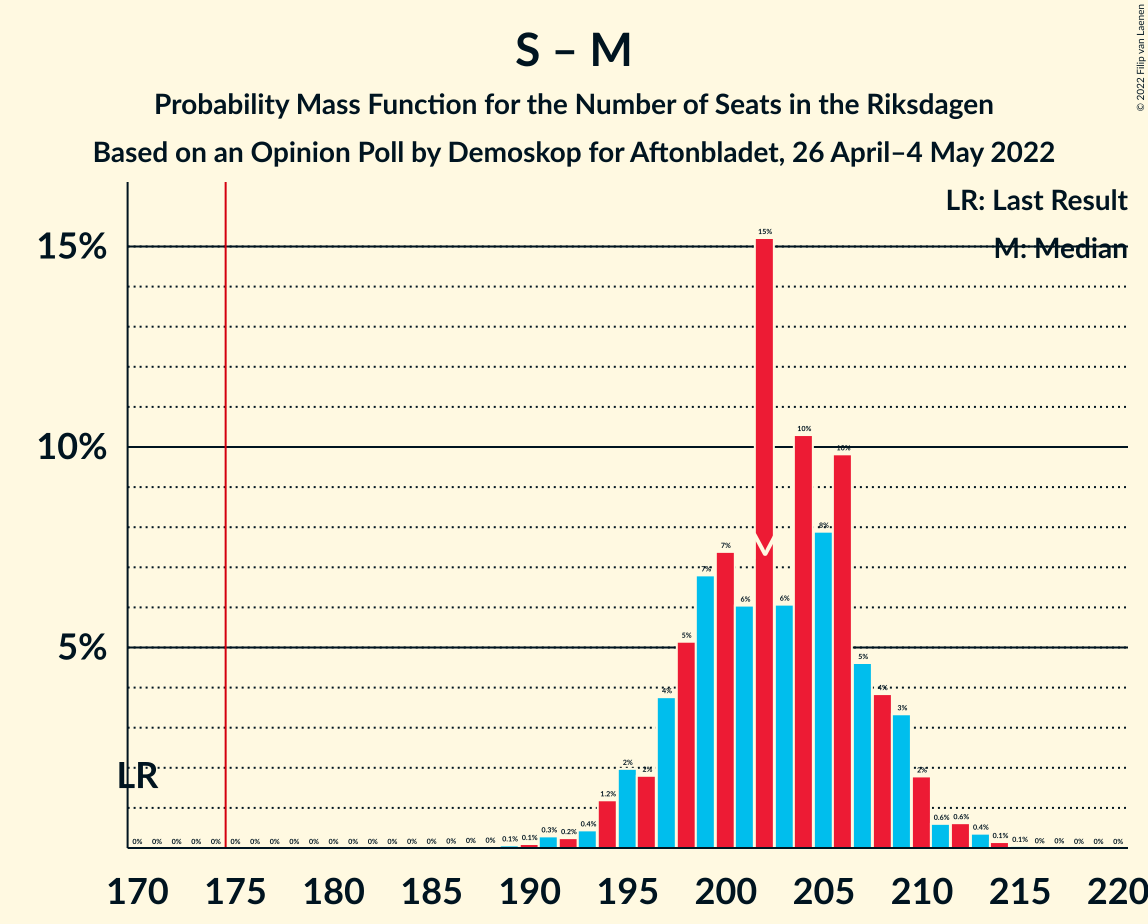 S – M
Probability Mass Function for the Number of Seats in the Riksdagen
Based on an Opinion Poll by Demoskop for Aftonbladet, 26 April–4 May 2022
© 2022 Filip van Laenen
LR: Last Result
M: Median
15%
10%
5%
LR
0% 0% 0% 0% 0% 0% 0% 0% 0% 0% 0% 0% 0% 0% 0% 0% 0% 0% 0% 0.1% 0.1% 0.3% 0.2% 0.4% 1.2% 2% 2% 4% 5% 7% 7% 6% 15% 6% 10% 8% 10% 5% 4% 3% 2% 0.6% 0.6% 0.4% 0.1% 0.1% 0% 0% 0% 0% 0%
170 175 180 185 190 195 200 205 210 215 220